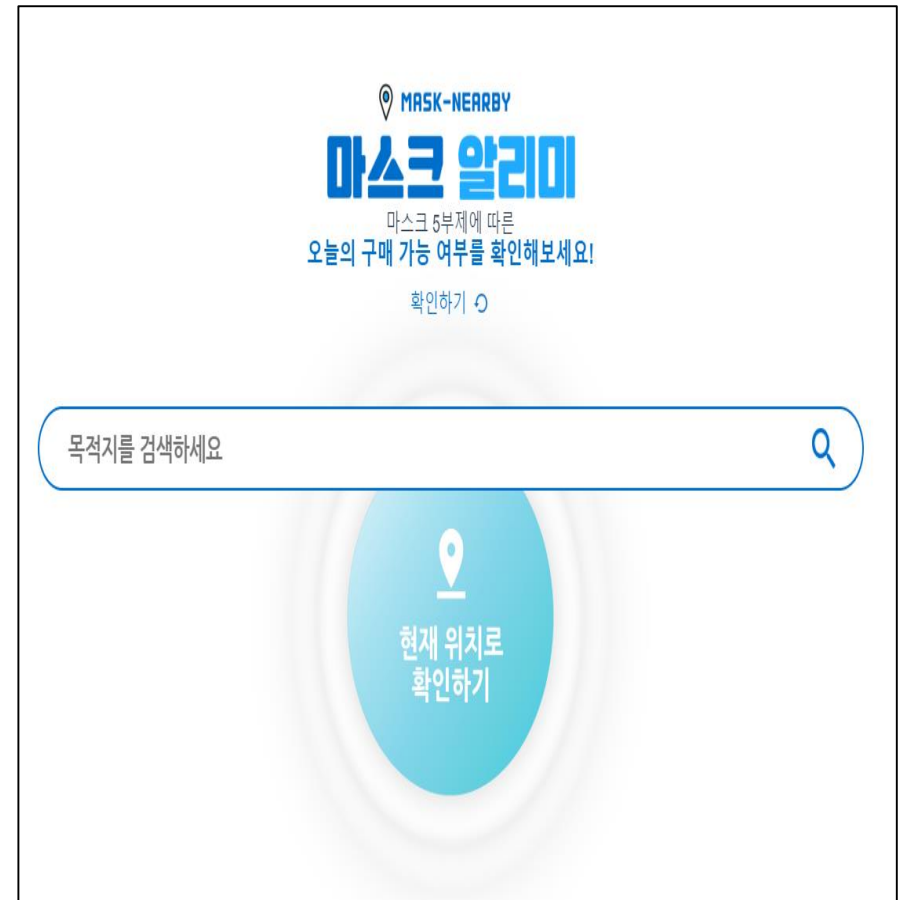 MASK-NEARBY
마스크 알리미
마스크 5부제에 따른
오늘의 구매 가능 여부를 확인해보세요!
확인하기
목적지를 검색하세요
현재 위치로
확인하기